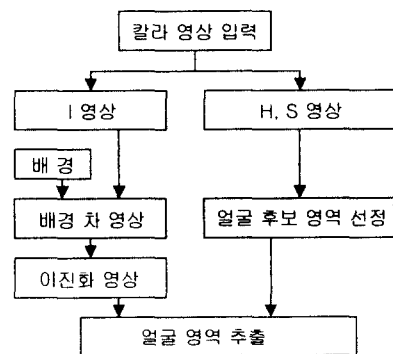 칼라 영상 입력
I 영상
H, S 영상
배 경
배경 차 영상
얼굴 후보 영역 선정
이진화 영상
얼굴 영역 추출